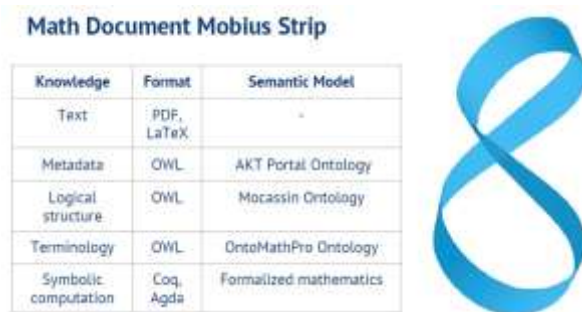 Math Document Mobius Strip
Knowledge Format Semantic Model
Text PDF, LaTeX -
Metadata OWL AKT Portal Ontology
Logical structure OWL Mocassin Ontology
Terminology OWL OntoMathPro Ontology
Symbolic computation Coq, Agda Formalized mathematics